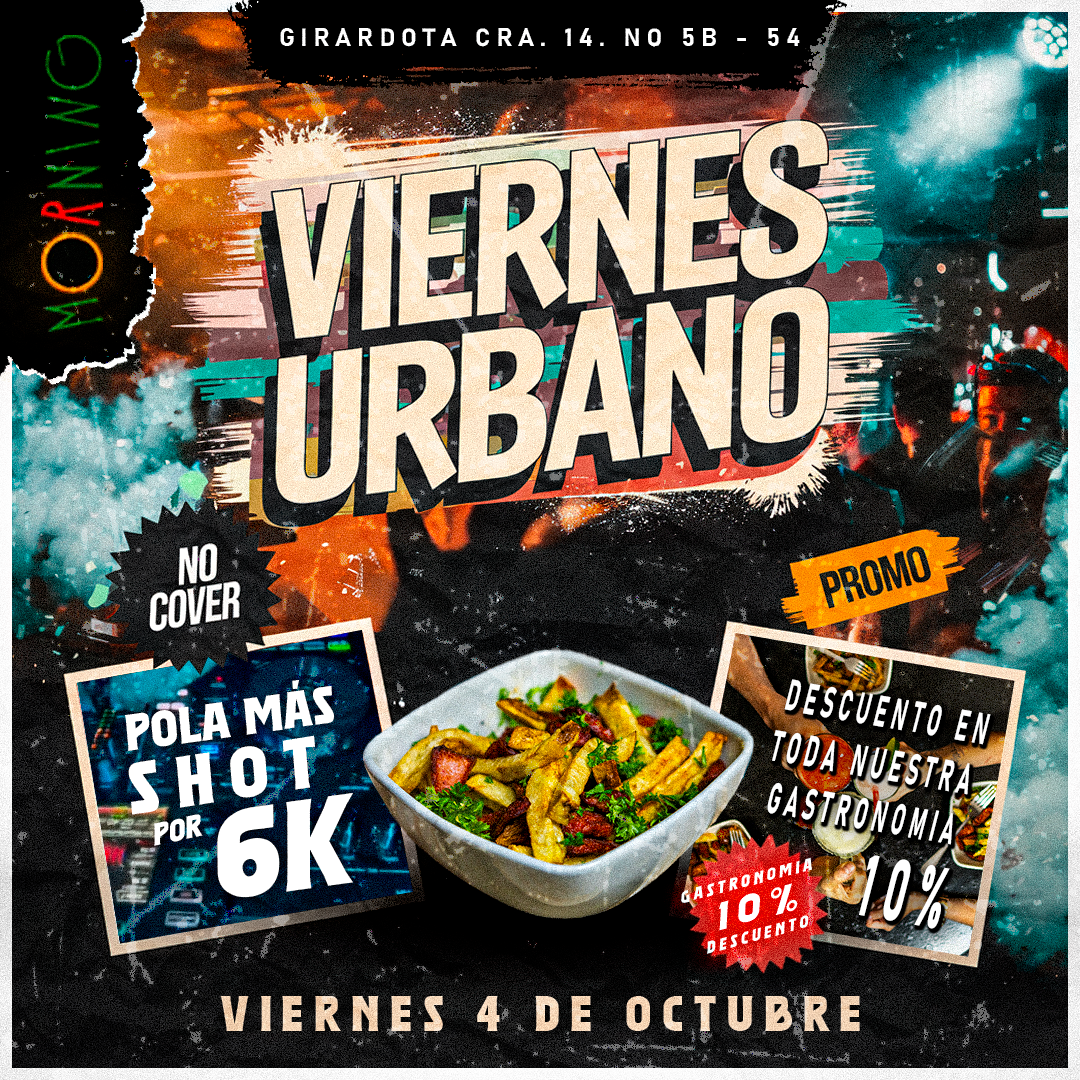 GIRARDOTA CRA. 14. NO 5B - 54
MORNING
VIERNES
URBANO
NO
COVER
POLA MÁS
SHOT
POR 6K
PROMO
DESCUENTO EN
TODA NUESTRA
GASTRONOMIA
10%
GASTRONOMIA
10%
DESCUENTO
VIERNES 4 DE OCTUBRE